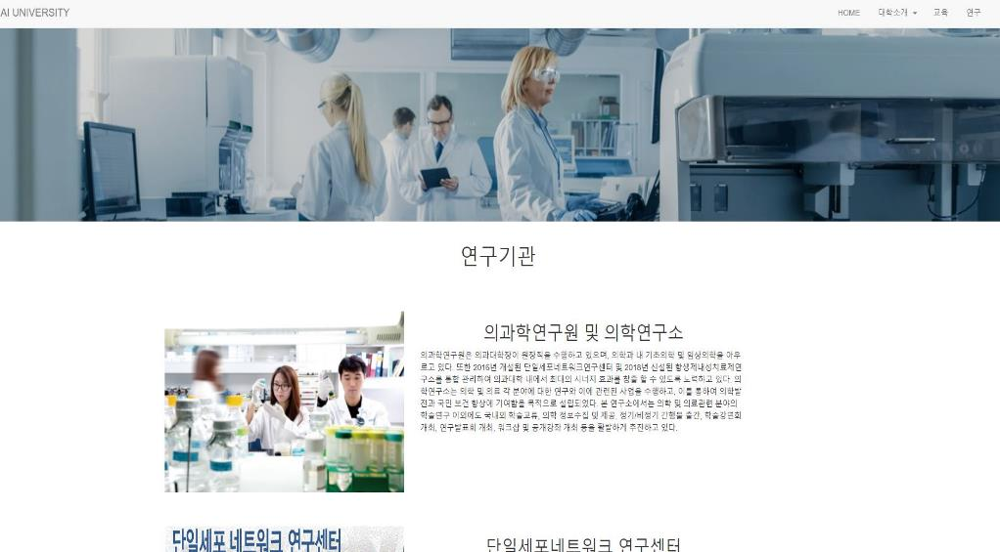 AI UNIVERSITY
HOME 대학소개 교육 연구
연구기관
의과학연구원 및 의학연구소
의과학연구원은 의과대학장이 원장직을 수행하고 있으며, 의학과 내 기초의학 및 임상의학을 아우
르고 있다. 또한 2016년 개설된 단일세포네트워크연구센터 및 2018년 신설된 항생제내성치료제연
구소를 통합 관리하여 의과대학 내에서 최대의 시너지 효과를 창출 할 수 있도록 노력하고 있다. 의
학연구소는 의학 및 의료 각 분야에 대한 연구와 이에 관련된 사업을 수행하고, 이를 통하여 의학발
전과 국민 보건 향상에 기여함을 목적으로 설립되었다. 본 연구소에서는 의학 및 의료관련 분야의
학술연구 이외에도 국내외 학술교류, 의학 정보수집 및 제공, 정기/비정기 간행물 출간, 학술강연회
개최, 연구발표회 개최, 워크샵 및 공개강좌 개최 등을 활발하게 추진하고 있다.
단일세포 네트워크 연구센터
단일세포네트워크 연구센터